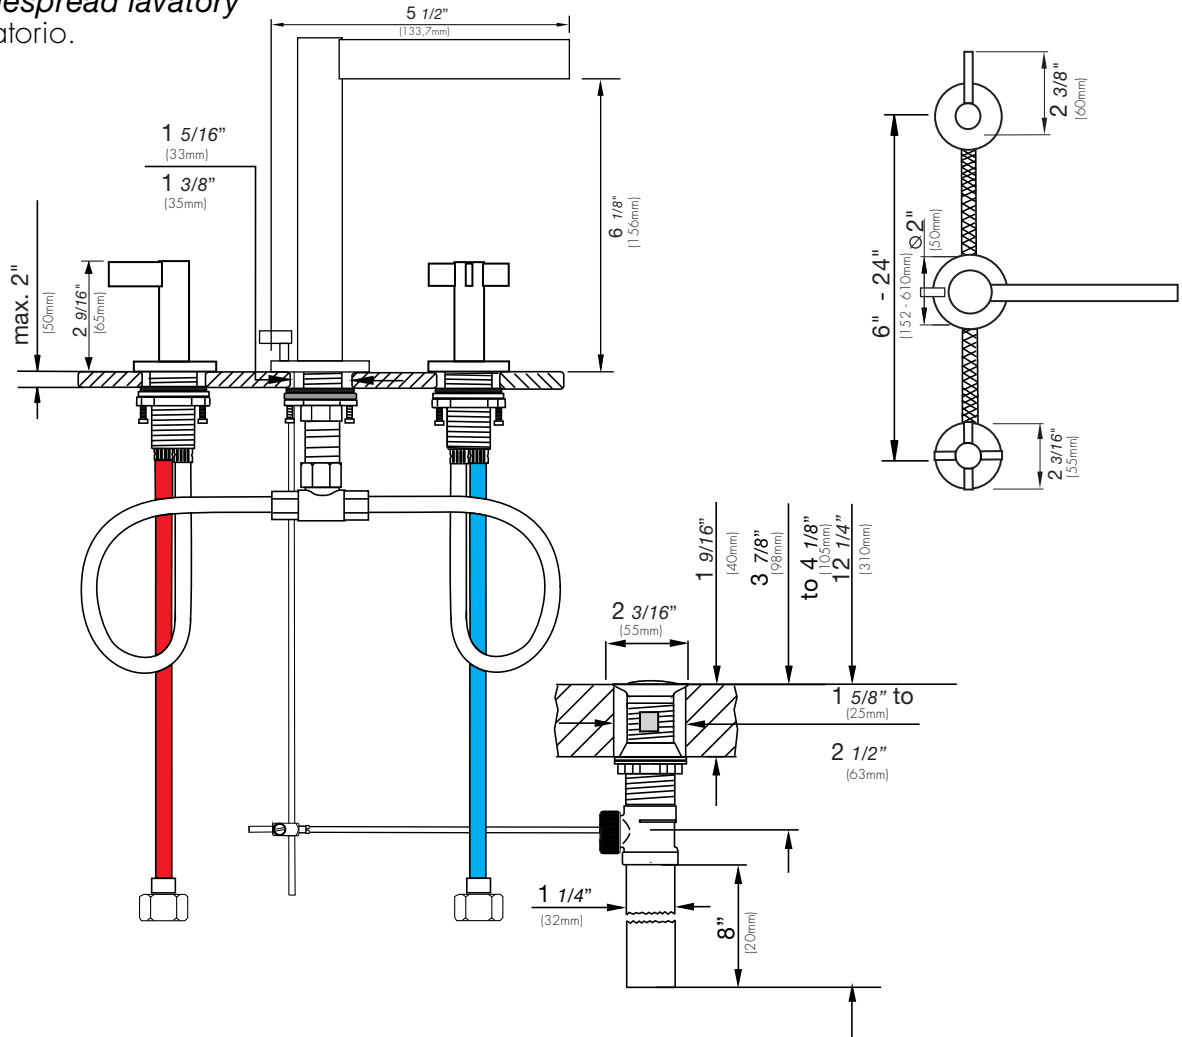 lavatory
5 1/2"
(133,7mm)
1 5/16"
(33mm)
1 3/8"
(35mm)
6 1/8"
(156mm)
max. 2"
(50mm)
2 9/16"
(65mm)
2 3/8"
(60mm)
6" - 24"
(152 - 610mm)
⌀2"
(50mm)
2 3/16"
(55mm)
1 9/16"
(40mm)
3 7/8"
(98mm)
to 4 1/8"
(105mm)
12 1/4"
(310mm)
2 3/16"
(55mm)
1 5/8" to
(25mm)
2 1/2"
(63mm)
1 1/4"
(32mm)
8"
(20mm)